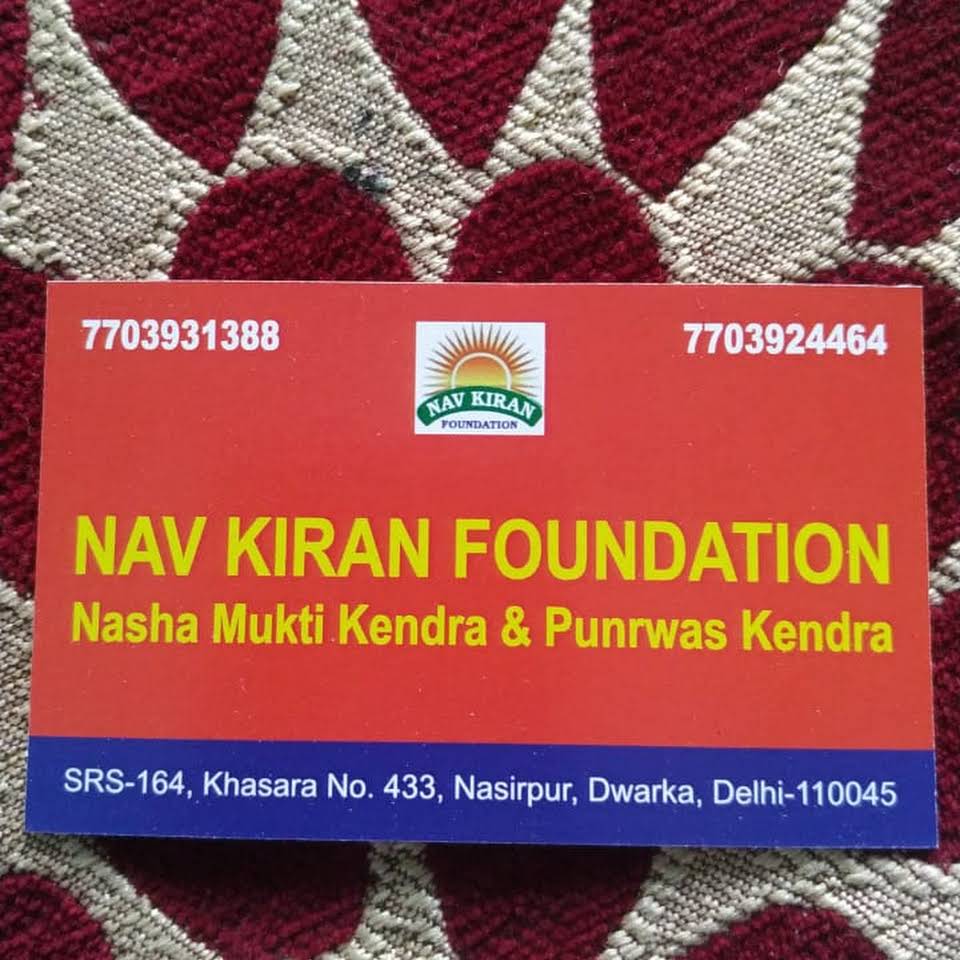 7703931388
7703924464
NAV KIRAN
FOUNDATION
NAV KIRAN FOUNDATION
Nasha Mukti Kendra & Punrwas Kendra
SRS-164, Khasara No. 433, Nasirpur, Dwarka, Delhi-110045